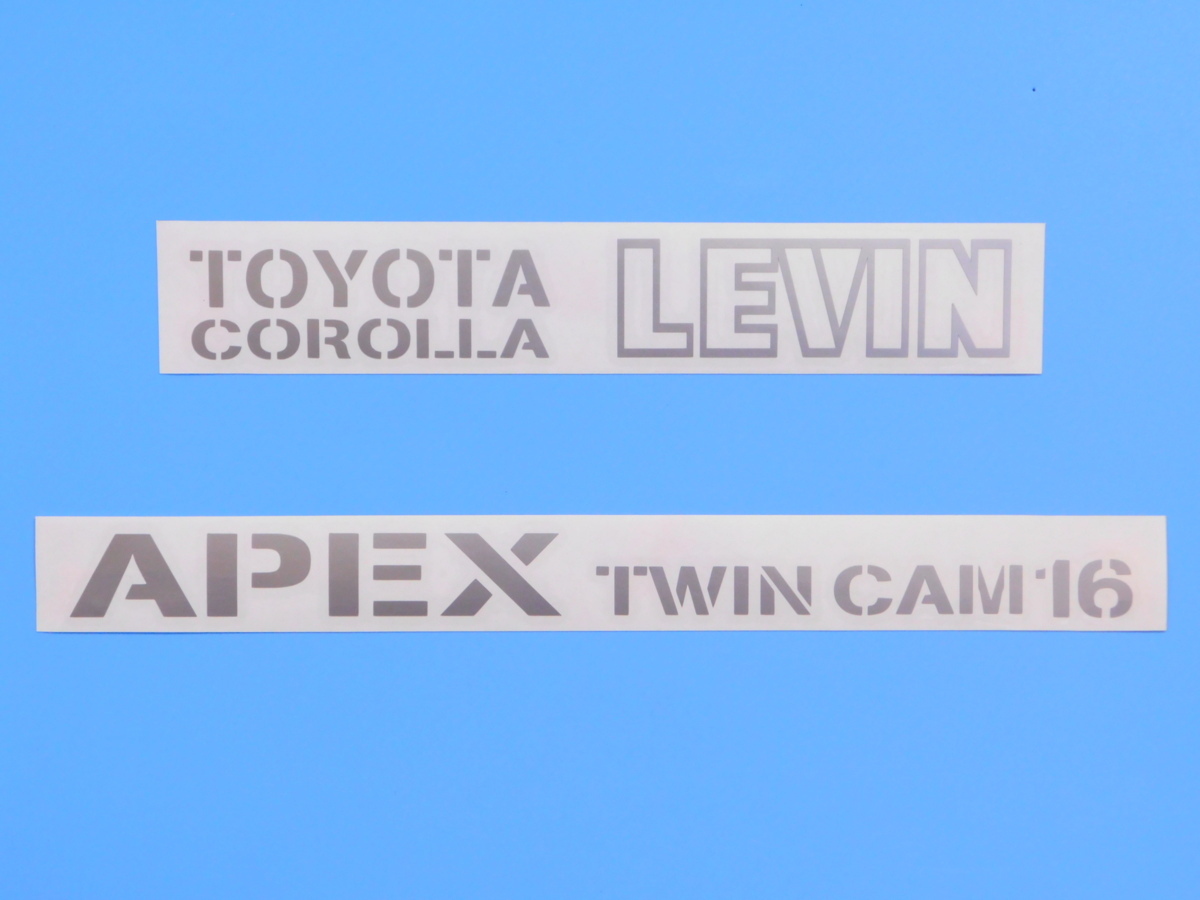 TOYOTA
COROLLA
LEVIN
APEX TWIN CAM 16